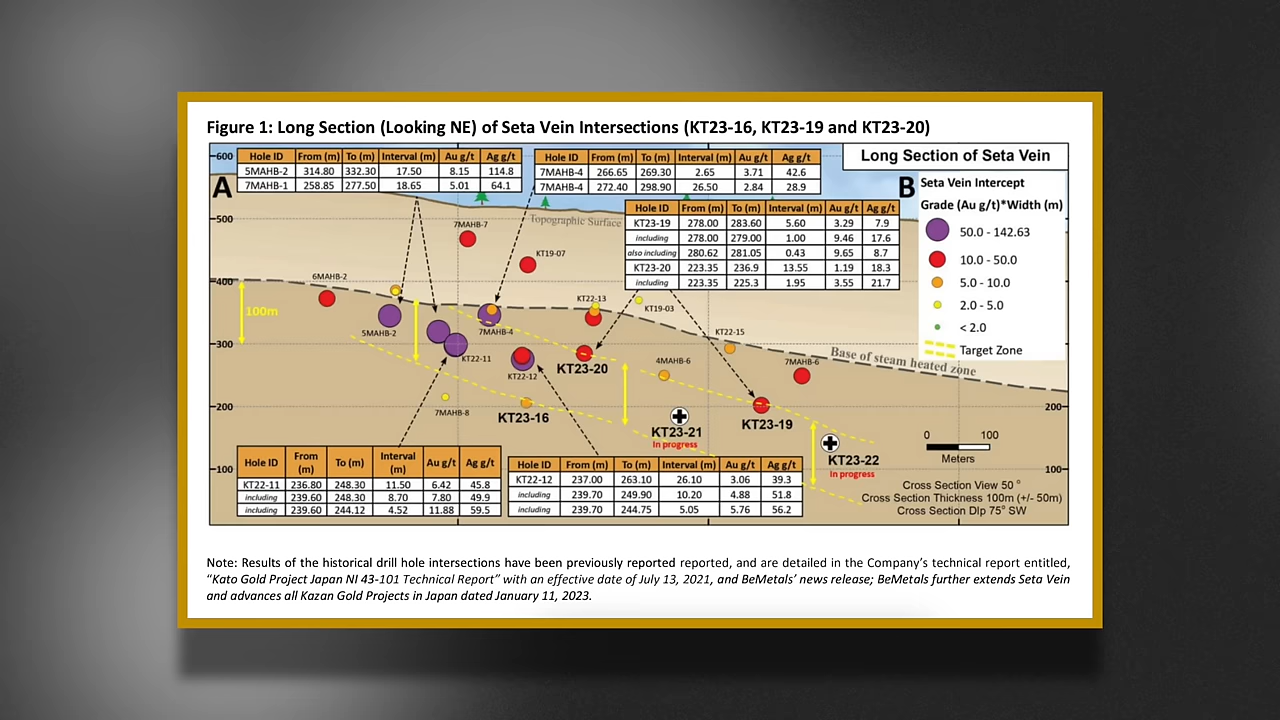 Figure 1: Long Section (Looking NE) of Seta Vein Intersections (KT23-16, KT23-19 and KT23-20)
600
Hole ID From (m) To (m) Interval (m) Au g/t Ag g/t
5MAHB-2 314.80 332.30 17.50 8.15 114.8
7MAHB-1 258.85 277.50 18.65 5.01 64.1
Hole ID From (m) To (m) Interval (m) Au g/t Ag g/t
7MAHB-4 266.65 269.30 2.65 3.71 42.6
7MAHB-4 272.40 298.90 26.50 2.84 28.9
Long Section of Seta Vein
A
B
Seta Vein Intercept
Grade (Au g/t)*Width (m)
50.0 - 142.63
10.0 - 50.0
5.0 - 10.0
2.0 - 5.0
< 2.0
Target Zone
Hole ID From (m) To (m) Interval (m) Au g/t Ag g/t
KT23-19 278.00 283.60 5.60 3.29 7.9
including 278.00 279.00 1.00 9.46 17.6
also including 280.62 281.05 0.43 9.65 8.7
KT23-20 223.35 236.9 13.55 1.19 18.3
including 223.35 225.3 1.95 3.55 21.7
500
Topographic Surface
7MAHB-7
KT19-07
400
6MAHB-2
KT22-13
KT19-03
100m
5MAHB-2
7MAHB-4
KT22-15
300
KT22-11
KT22-12
KT23-20
4MAHB-6
7MAHB-6
Base of steam heated zone
200
7MAHB-8
KT23-16
KT23-21
In progress
KT23-19
200
KT23-22
In progress
0 100
Meters
100
100
Hole ID From (m) To (m) Interval (m) Au g/t Ag g/t
KT22-11 236.80 248.30 11.50 6.42 45.8
including 239.60 248.30 8.70 7.80 49.9
including 239.60 244.12 4.52 11.88 59.5
Hole ID From (m) To (m) Interval (m) Au g/t Ag g/t
KT22-12 237.00 263.10 26.10 3.06 39.3
including 239.70 249.90 10.20 4.88 51.8
including 239.70 244.75 5.05 5.76 56.2
Cross Section View 50 °
Cross Section Thickness 100m (+/- 50m)
Cross Section DIp 75° SW
Note: Results of the historical drill hole intersections have been previously reported reported, and are detailed in the Company's technical report entitled,
"Kato Gold Project Japan NI 43-101 Technical Report" with an effective date of July 13, 2021, and BeMetals' news release; BeMetals further extends Seta Vein
and advances all Kazan Gold Projects in Japan dated January 11, 2023.